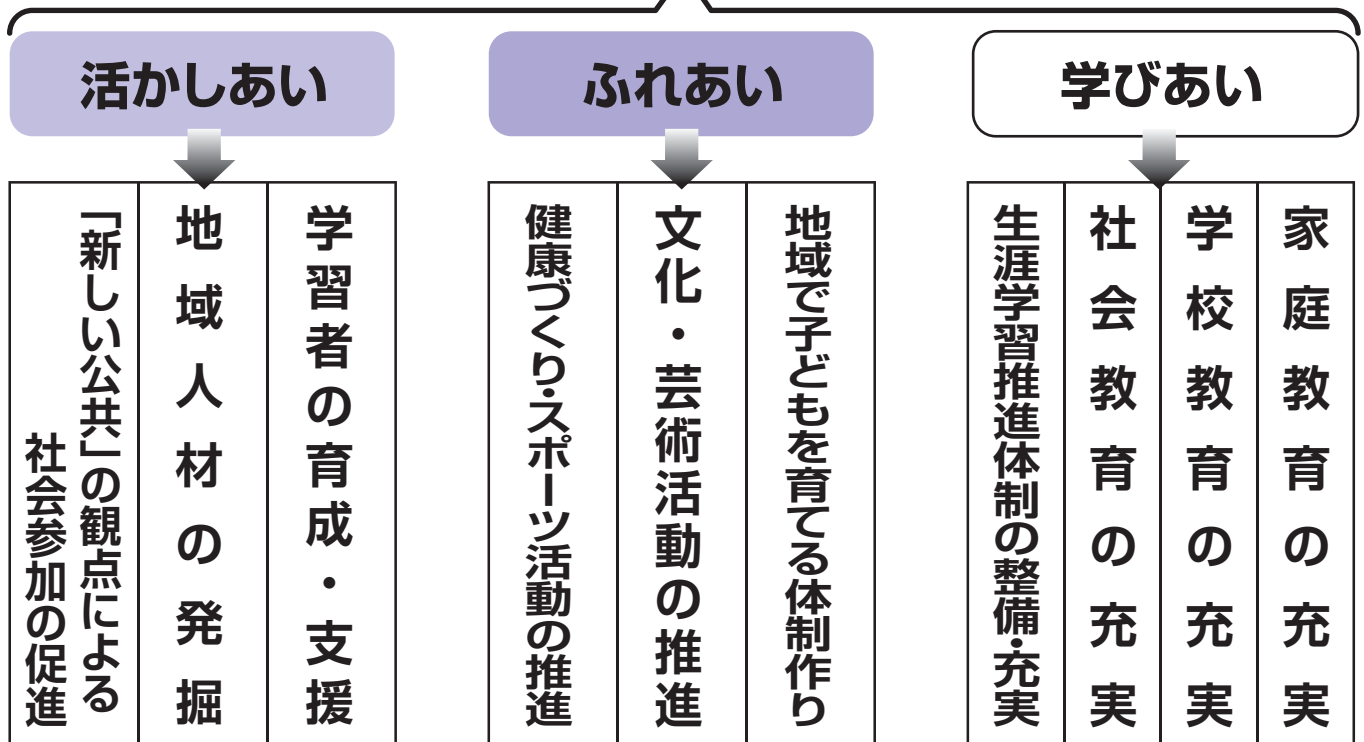 学びあい
家庭教育の充実
学校教育の充実
社会教育の充実
生涯学習推進体制の整備・充実
ふれあい
地域で子どもを育てる体制作り
文化・芸術活動の推進
健康づくり・スポーツ活動の推進
活かしあい
学習者の育成・支援
地域人材の発掘
「新しい公共」の観点による
社会参加の促進